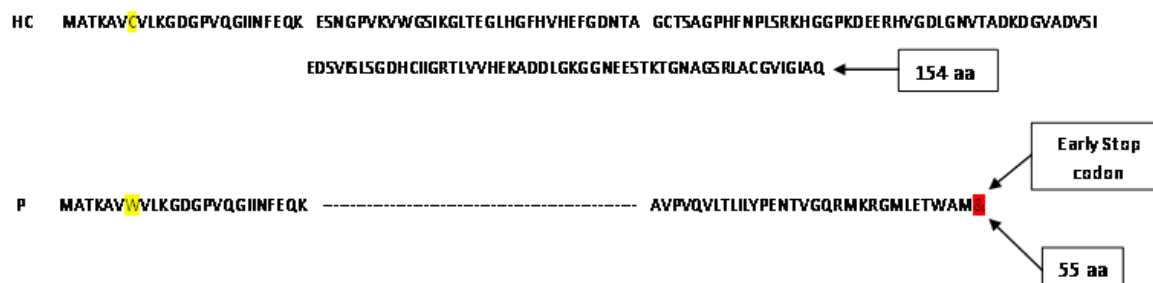 HC MATKAVCVLKGDGPVQGIINFEQK ESNGPVKVWGSIKGLTEGLHGFHVHEFGDNTA GCTSAGPHFNPLSRKHGGPKDEERHVGDLGNVTADKDGVADVSI
EDSVISLSGDHCIIGRTLVVHEKADDLGKGGNEESTKTGNAGSRLACGVIGIAQ 154 aa
Early Stop
codon
P MATKAVWVLKGDGPVQGIINFEQK -------------------------------------------------- AVPVQVLTLILYPENTVGQRMKRGMLETWAM&
55 aa